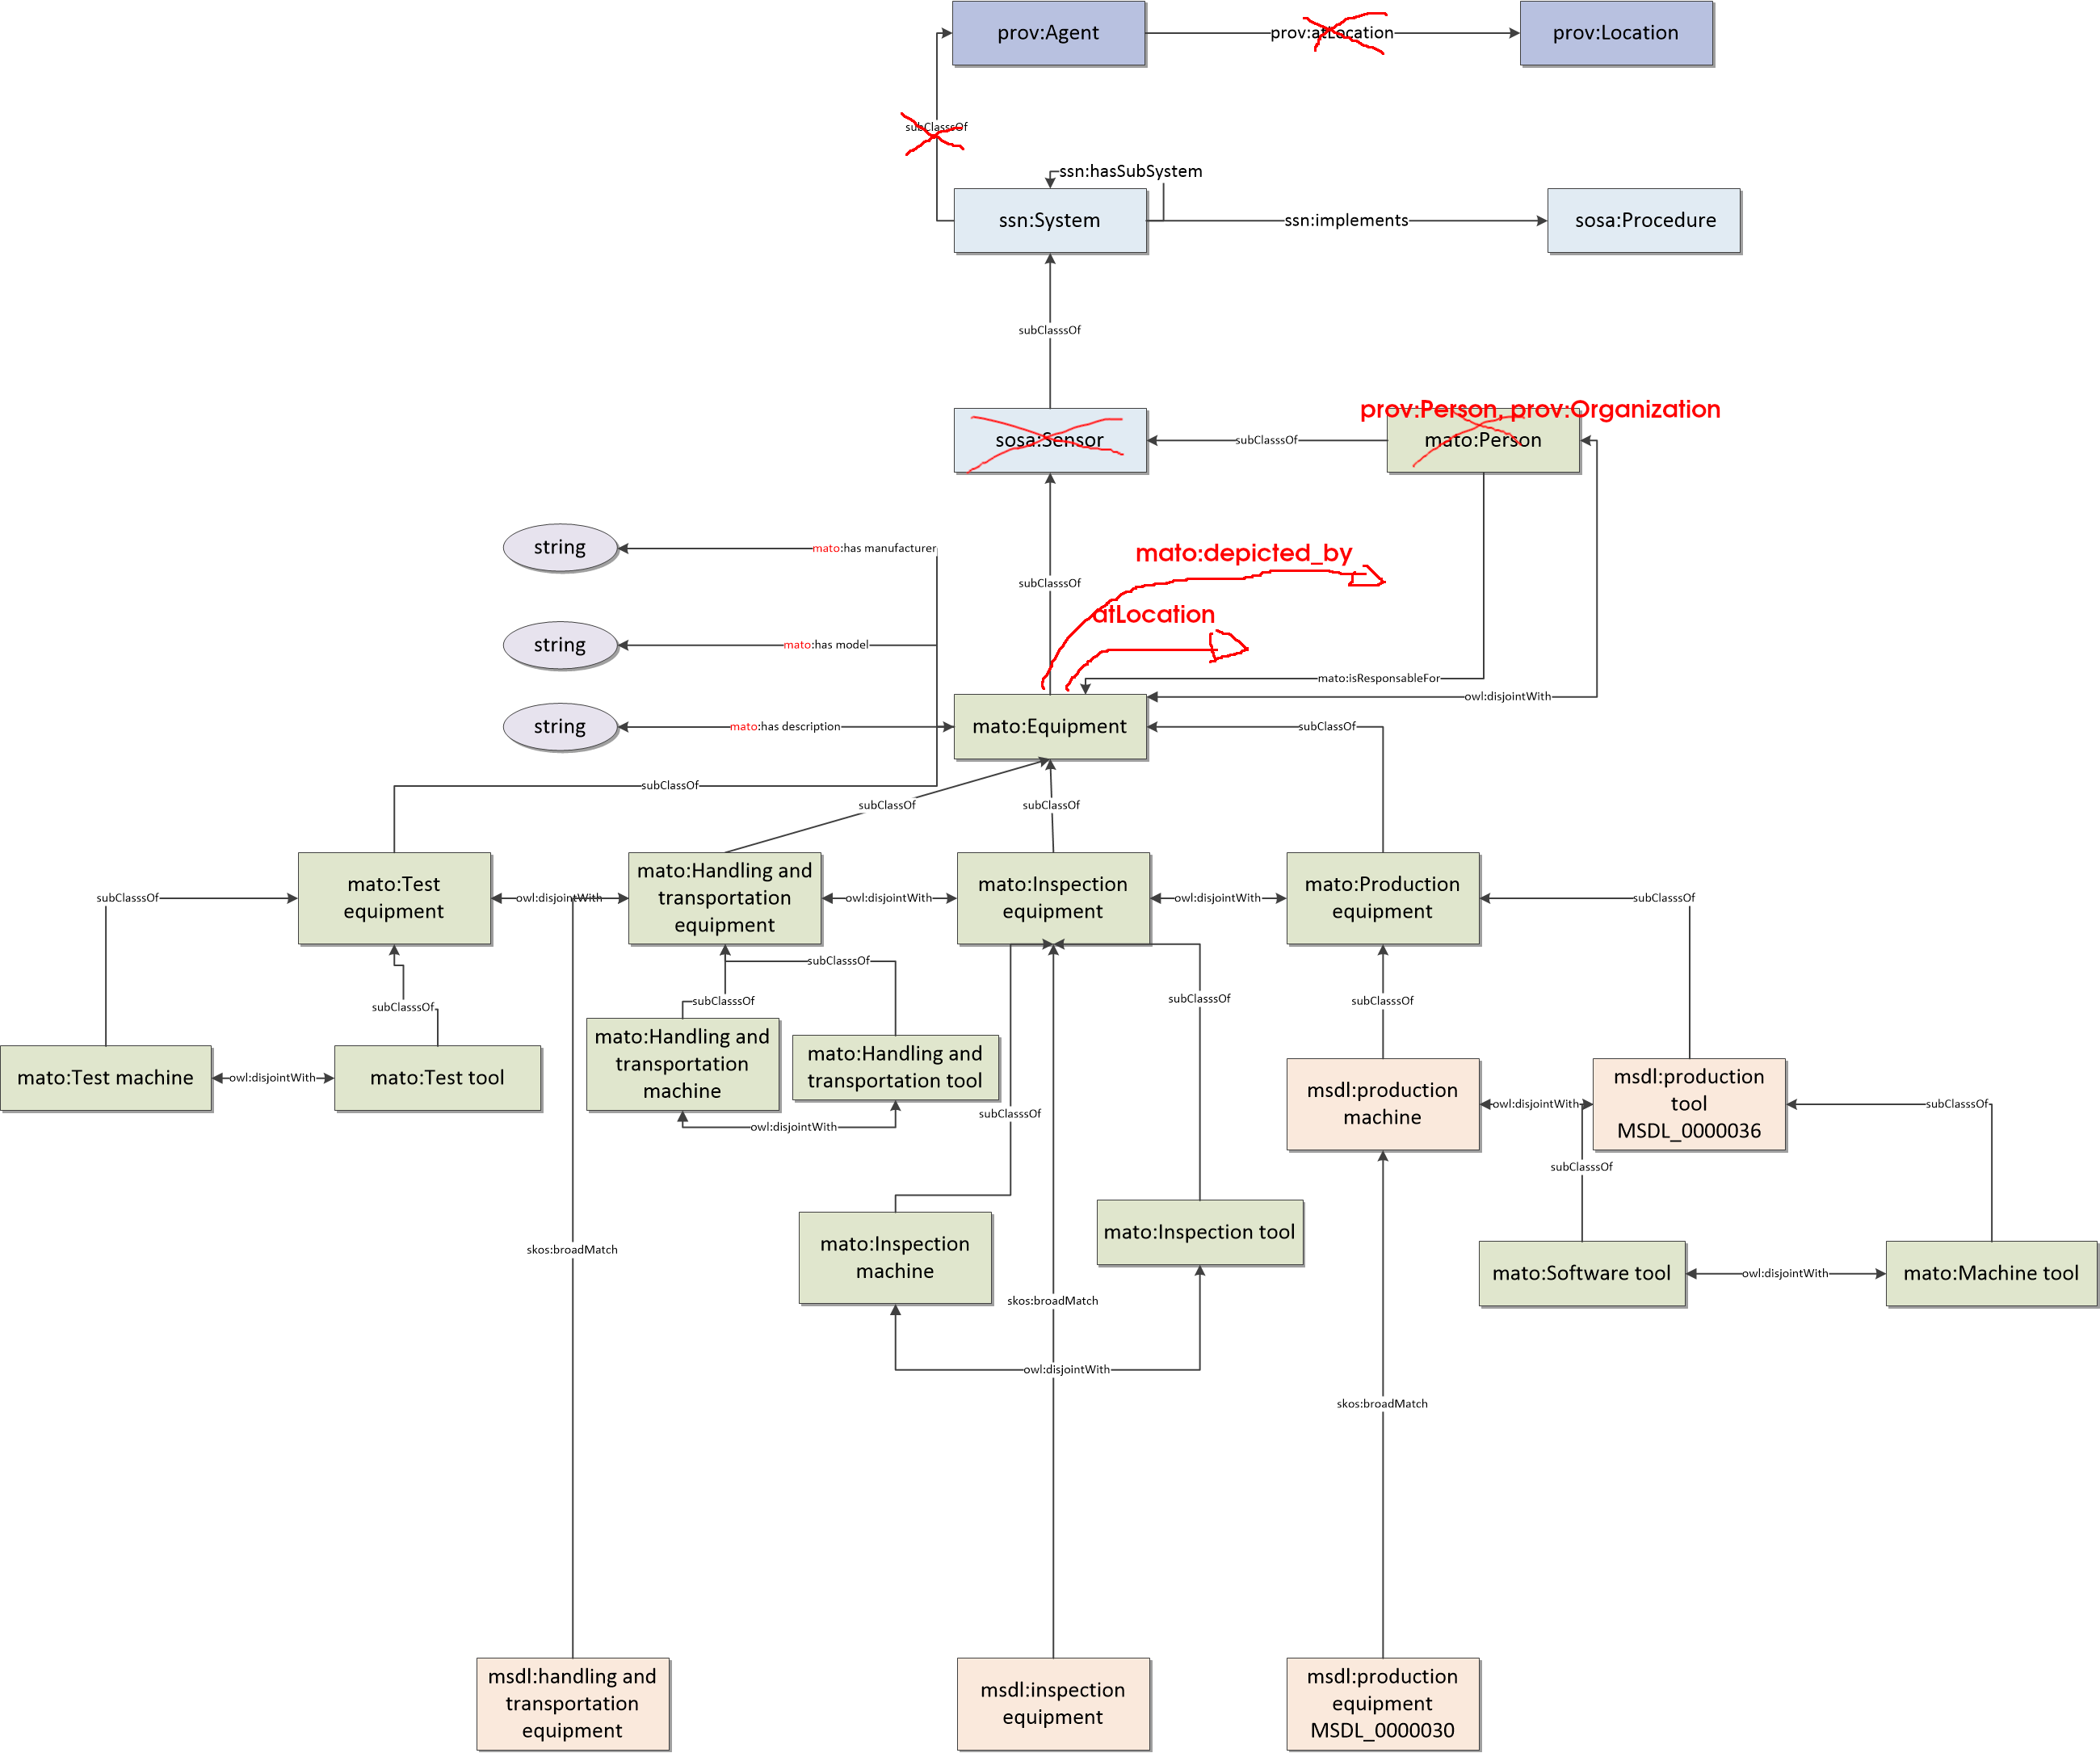 prov:Agent
prov:atLocation
prov:Location
subClasssOf
ssn:hasSubSystem
ssn:System
ssn:implements
sosa:Procedure
subClasssOf
prov:Person, prov:Organization
sosa:Sensor
subClasssOf
mato:Person
string
mato:has manufacturer
mato:depicted_by
subClasssOf
atLocation
string
mato:has model
mato:isResponsableFor
owl:disjointWith
string
mato:has description
mato:Equipment
subClassOf
subClassOf
subClassOf
subClassOf
mato:Test
equipment
owl:disjointWith
mato:Handling and
transportation
equipment
owl:disjointWith
mato:Inspection
equipment
owl:disjointWith
mato:Production
equipment
subClasssOf
subClasssOf
subClasssOf
subClasssOf
subClasssOf
subClasssOf
subClasssOf
mato:Test machine
owl:disjointWith
mato:Test tool
mato:Handling and
transportation
machine
mato:Handling and
transportation tool
owl:disjointWith
subClasssOf
msdl:production
machine
owl:disjointWith
msdl:production
tool
MSDL_0000036
subClasssOf
subClasssOf
skos:broadMatch
mato:Inspection
machine
mato:Inspection tool
skos:broadMatch
owl:disjointWith
mato:Software tool
owl:disjointWith
mato:Machine tool
skos:broadMatch
msdl:handling and
transportation
equipment
msdl:inspection
equipment
msdl:production
equipment
MSDL_0000030